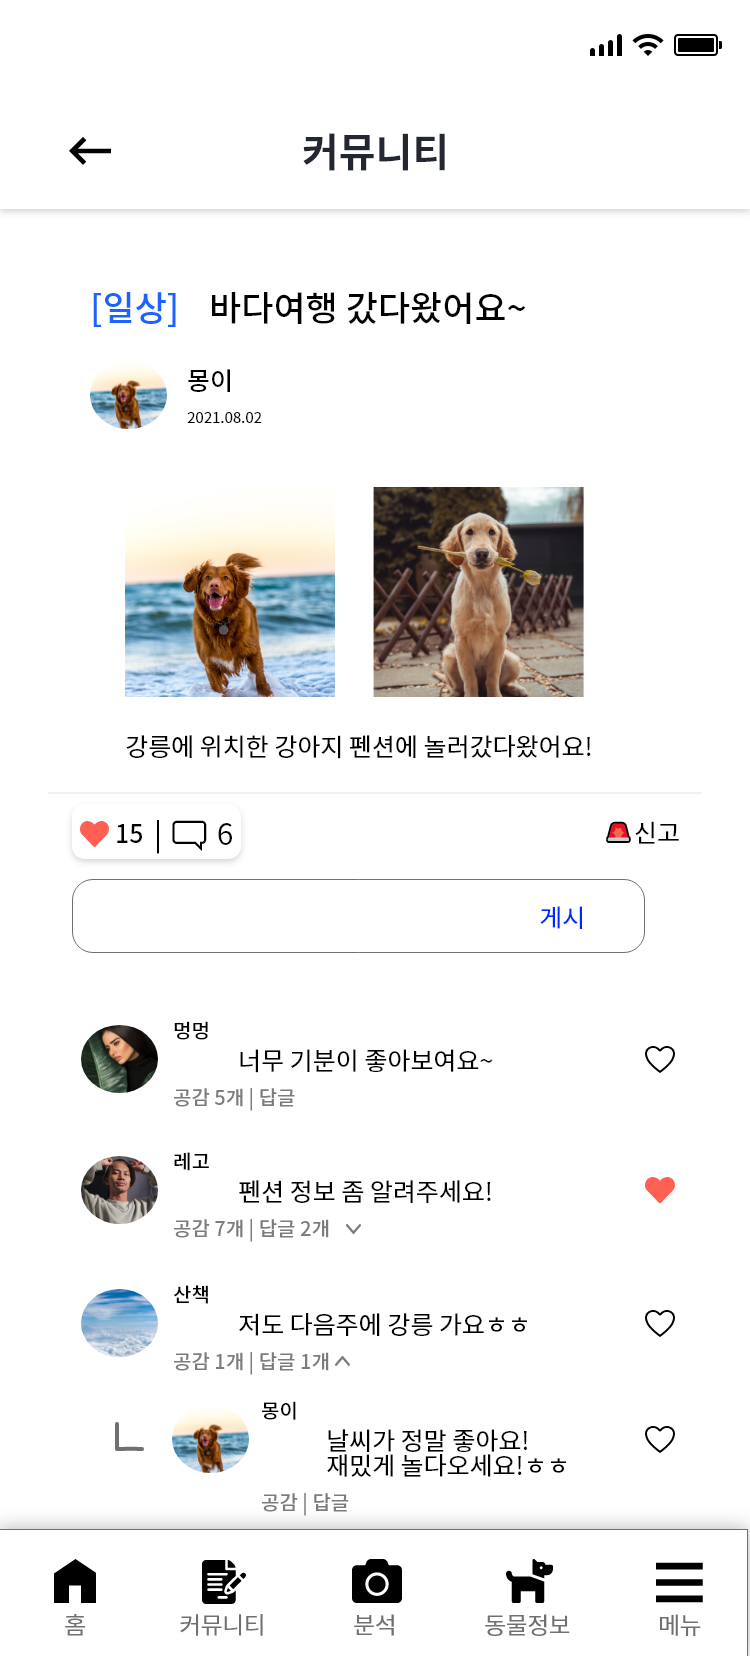 커뮤니티
[일상] 바다여행 갔다왔어요~
몽이
2021.08.02
강릉에 위치한 강아지 펜션에 놀러갔다왔어요!
15 | 6
신고
게시
멍멍
너무 기분이 좋아보여요~
공감 5개 | 답글
레고
펜션 정보 좀 알려주세요!
공감 7개 | 답글 2개
산책
저도 다음주에 강릉 가요ㅎㅎ
공감 1개 | 답글 1개
몽이
날씨가 정말 좋아요!
재밌게 놀다오세요!ㅎㅎ
공감 | 답글
홈 커뮤니티 분석 동물정보 메뉴